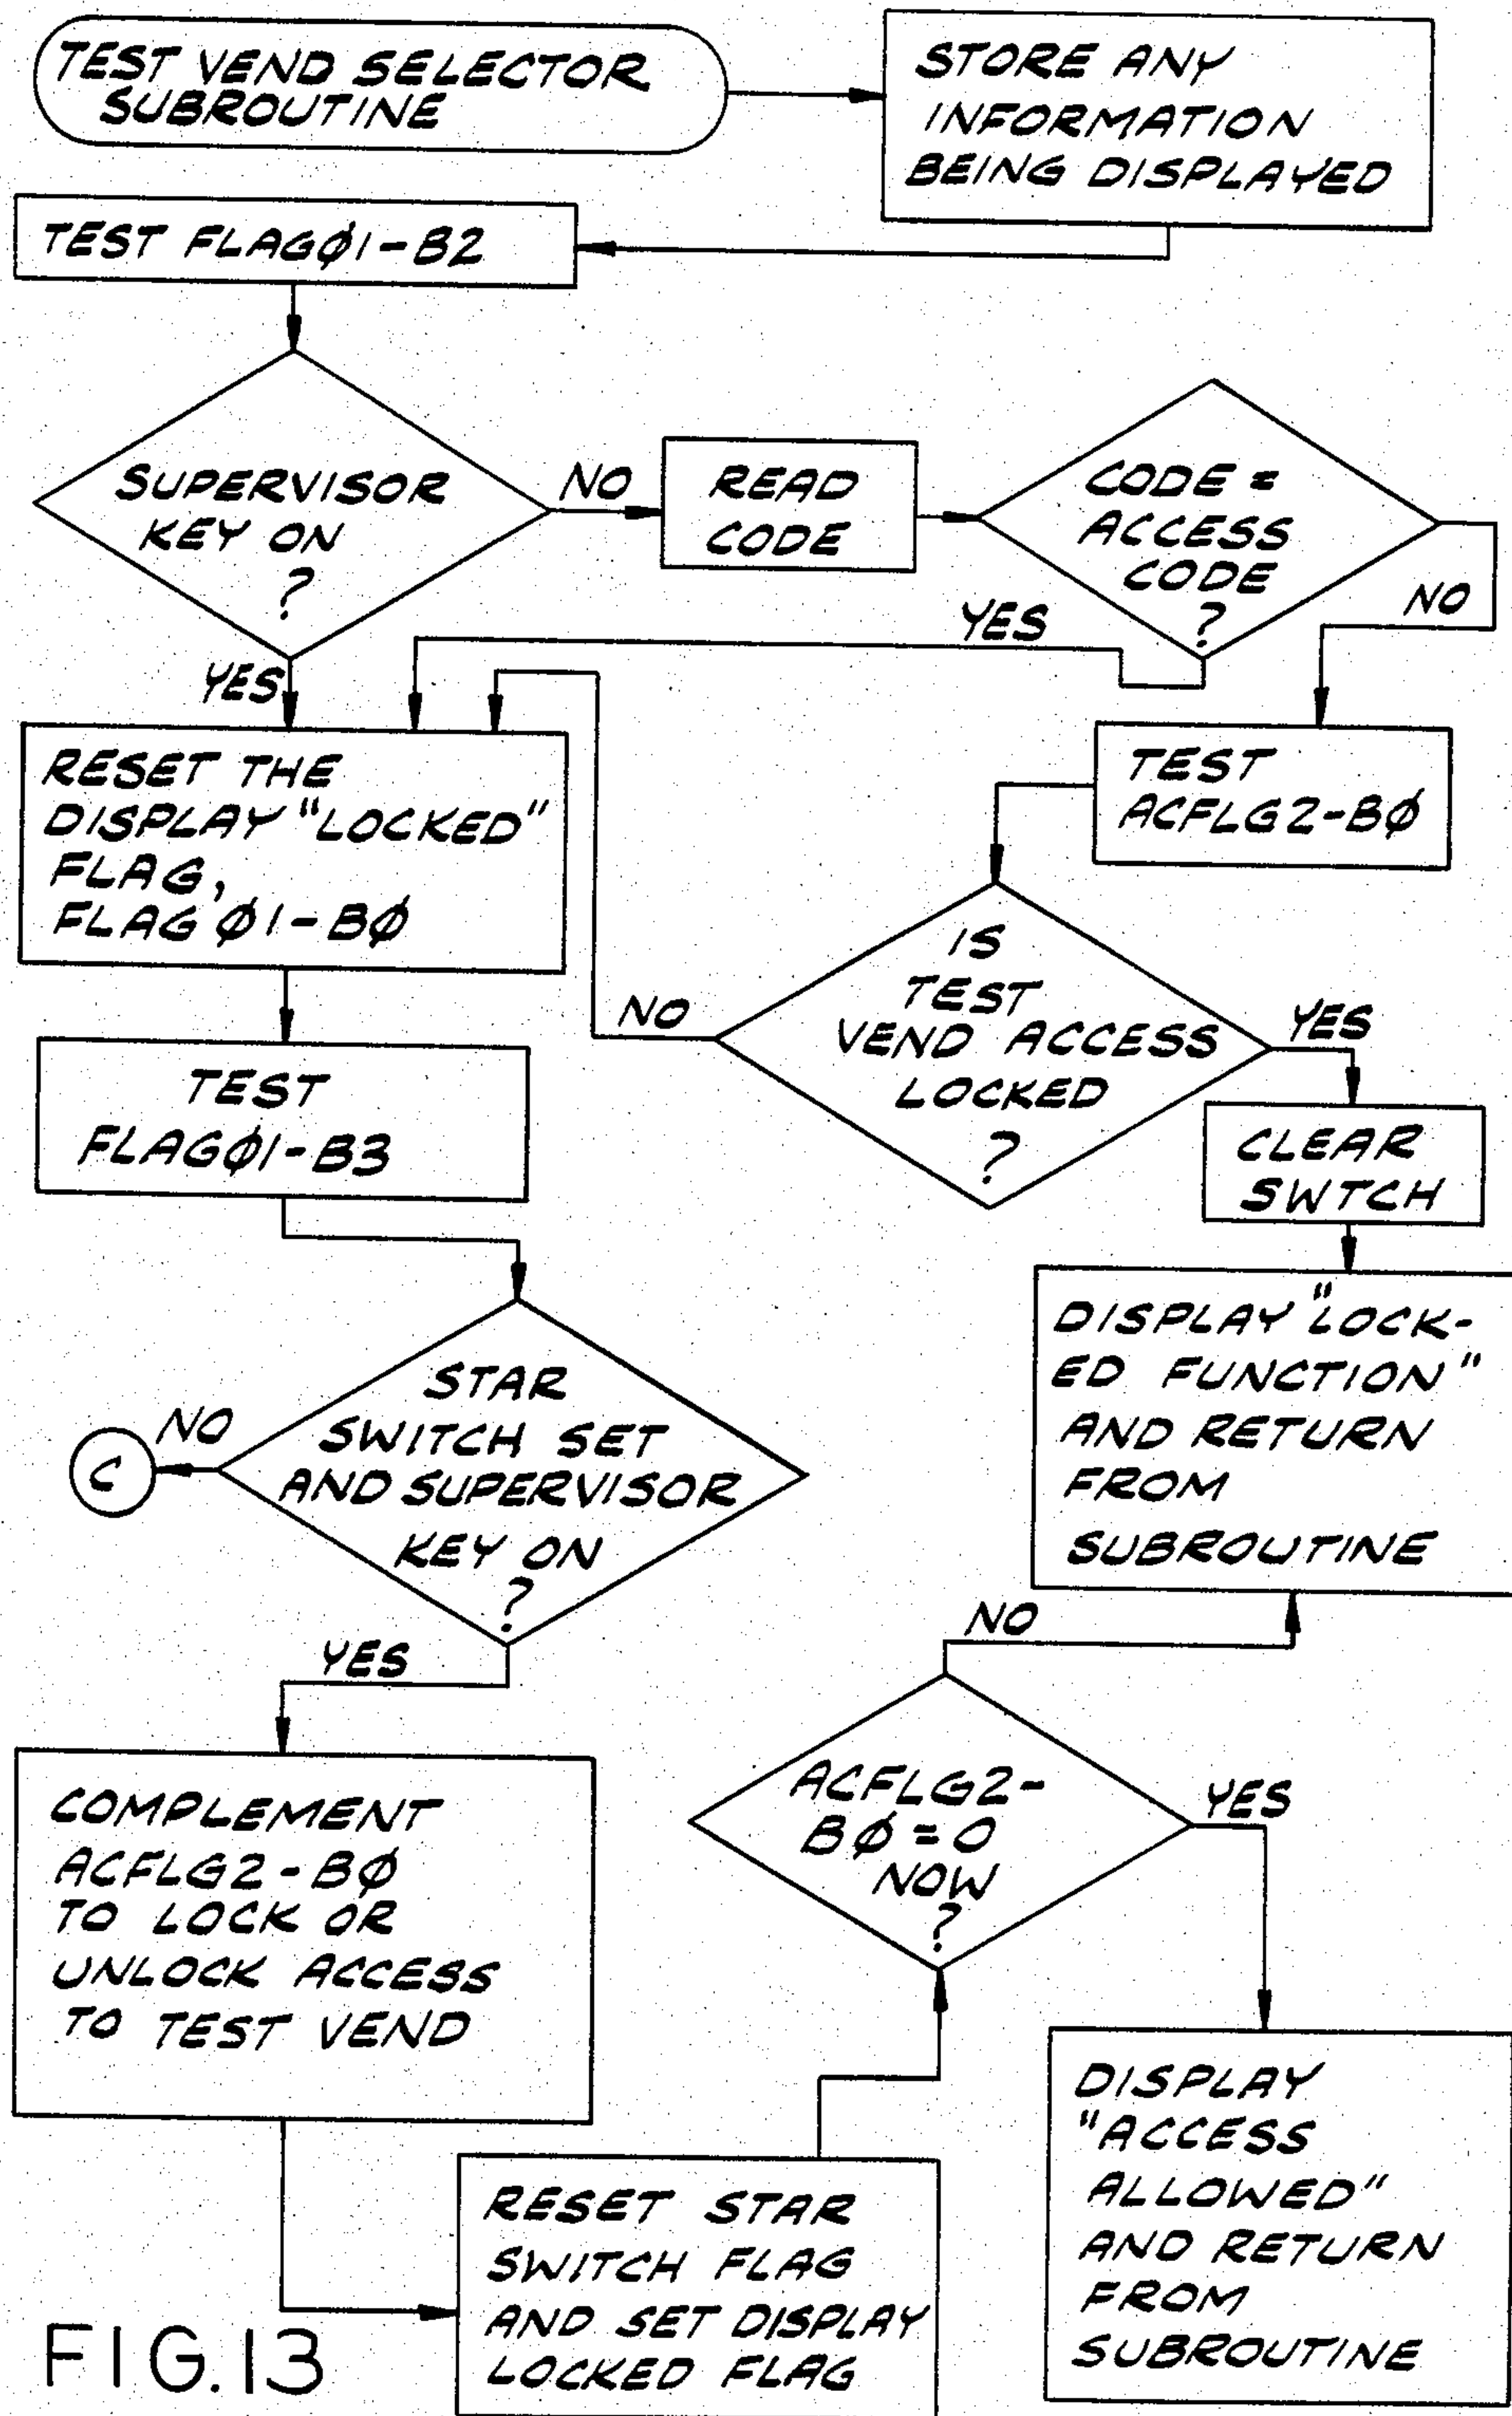 TEST VEND SELECTOR
SUBROUTINE
STORE ANY
INFORMATION
BEING DISPLAYED
TEST FLAGØ1-B2
SUPERVISOR
KEY ON
?
NO
READ
CODE
CODE =
ACCESS
CODE
?
NO
YES
YES
RESET THE
DISPLAY "LOCKED"
FLAG,
FLAG Ø1-BØ
TEST
ACFLG2-BØ
IS
TEST
VEND ACCESS
LOCKED
?
NO
YES
CLEAR
SWTCH
TEST
FLAGØ1-B3
DISPLAY "LOCK-
ED FUNCTION"
AND RETURN
FROM
SUBROUTINE
STAR
SWITCH SET
AND SUPERVISOR
KEY ON
?
NO
C
YES
COMPLEMENT
ACFLG2-BØ
TO LOCK OR
UNLOCK ACCESS
TO TEST VEND
RESET STAR
SWITCH FLAG
AND SET DISPLAY
LOCKED FLAG
ACFLG2-
BØ=0
NOW
?
NO
YES
DISPLAY
"ACCESS
ALLOWED"
AND RETURN
FROM
SUBROUTINE
FIG.13